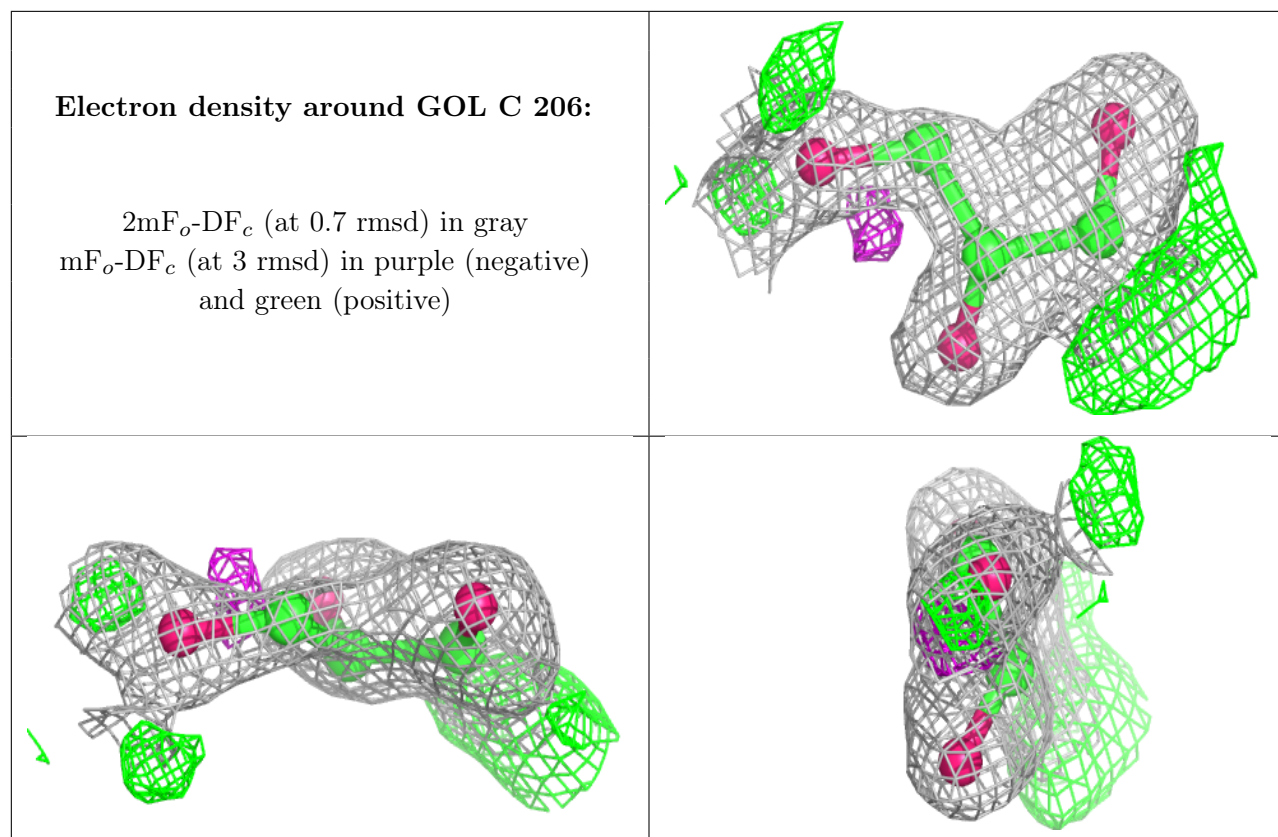 Electron density around GOL C 206:
2mFₒ-DF𝒸 (at 0.7 rmsd) in gray
mFₒ-DF𝒸 (at 3 rmsd) in purple (negative)
and green (positive)